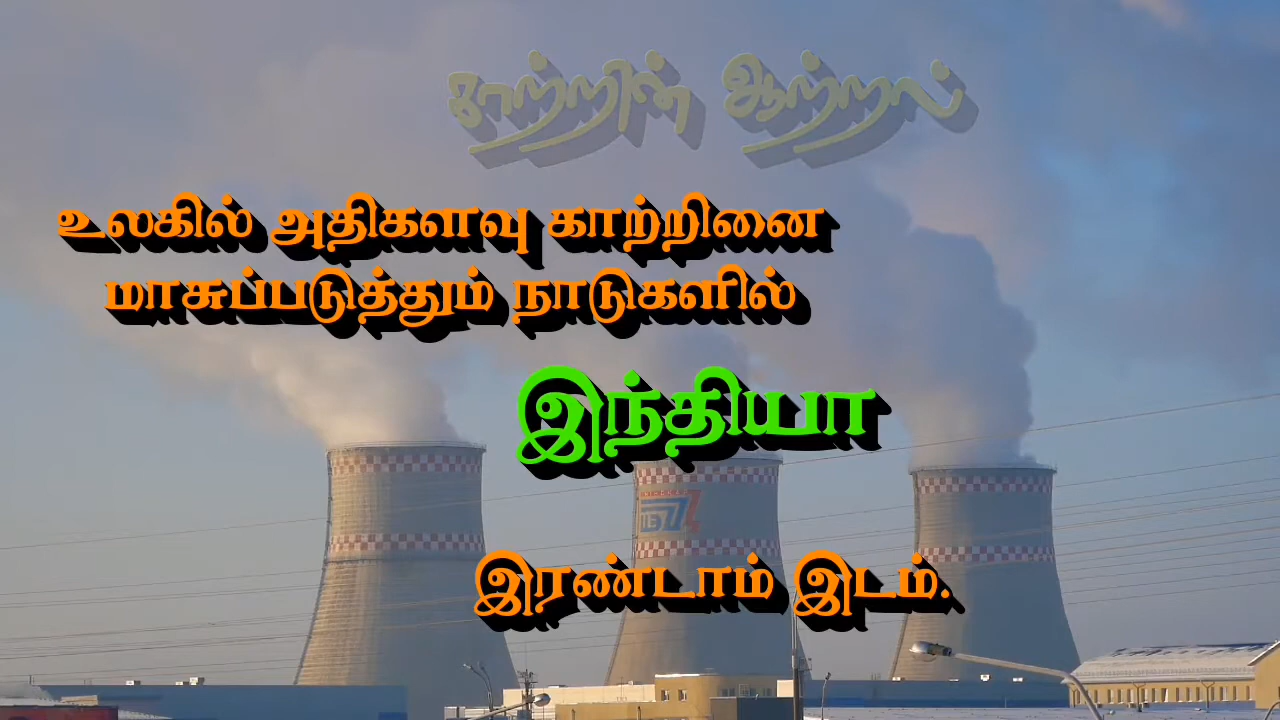 காற்றின் ஆற்றல்
உலகில் அதிகளவு காற்றினை
மாசுப்படுத்தும் நாடுகளில்
இந்தியா
இரண்டாம் இடம்.